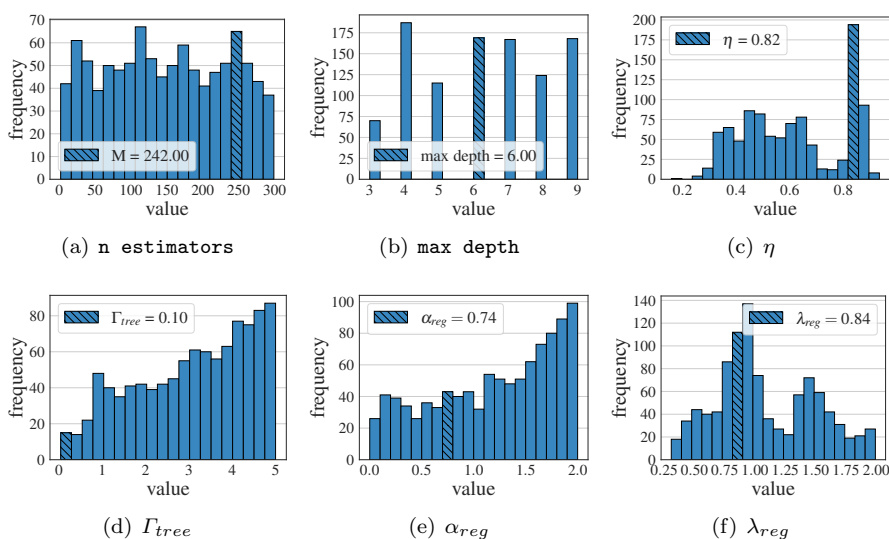 frequency
70
60
50
40
30
20
10
0
M = 242.00
0 50 100 150 200 250 300
value
(a) n estimators
frequency
175
150
125
100
75
50
25
0
max depth = 6.00
3 4 5 6 7 8 9
value
(b) max depth
frequency
200
175
150
125
100
75
50
25
0
η = 0.82
0.2 0.4 0.6 0.8
value
(c) η
frequency
80
60
40
20
0
Γtree = 0.10
0 1 2 3 4 5
value
(d) Γtree
frequency
100
80
60
40
20
0
αreg = 0.74
0.0 0.5 1.0 1.5 2.0
value
(e) αreg
frequency
140
120
100
80
60
40
20
0
λreg = 0.84
0.25 0.50 0.75 1.00 1.25 1.50 1.75 2.00
value
(f) λreg